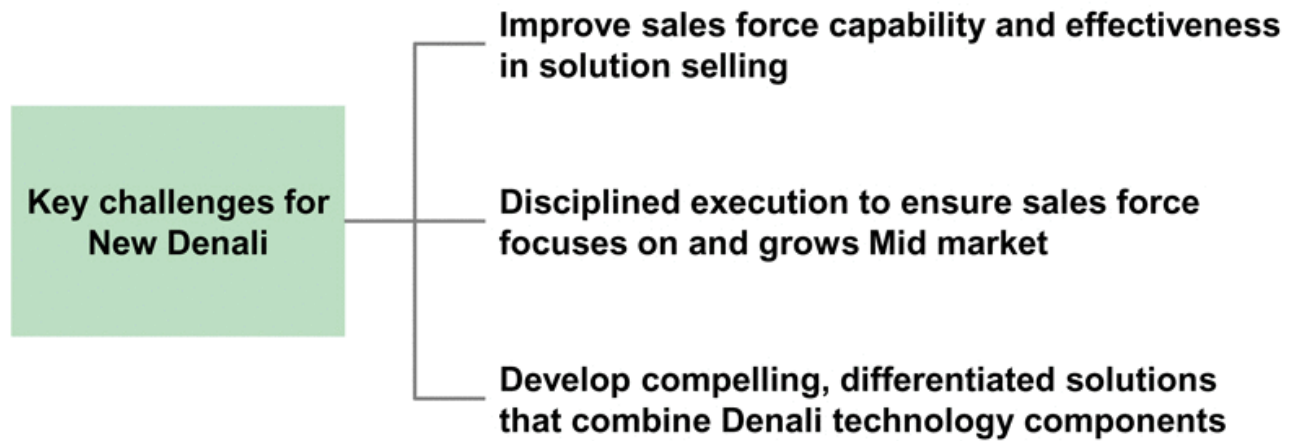 Key challenges for
New Denali
Improve sales force capability and effectiveness
in solution selling
Disciplined execution to ensure sales force
focuses on and grows Mid market
Develop compelling, differentiated solutions
that combine Denali technology components